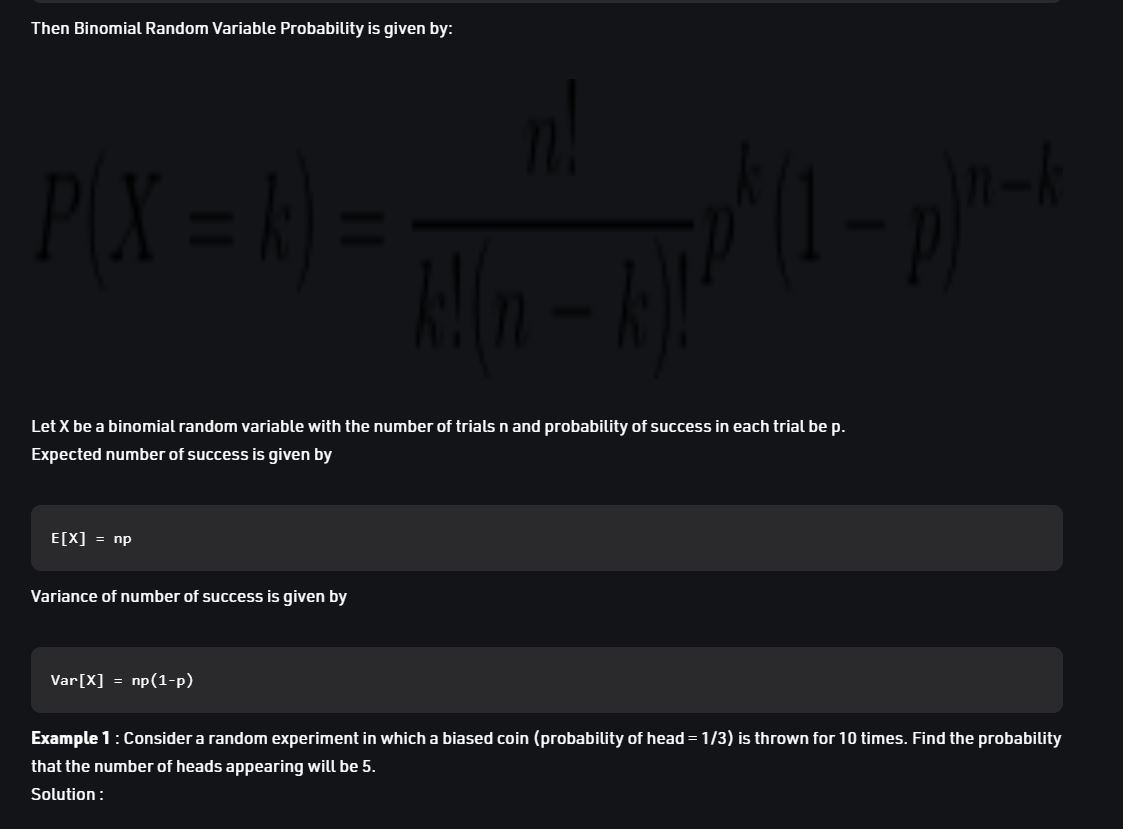 Then Binomial Random Variable Probability is given by:
P(X = k) = n! / k!(n − k)! p^k (1 − p)^n−k
Let X be a binomial random variable with the number of trials n and probability of success in each trial be p.
Expected number of success is given by
E[X] = np
Variance of number of success is given by
Var[X] = np(1-p)
Example 1 : Consider a random experiment in which a biased coin (probability of head = 1/3) is thrown for 10 times. Find the probability
that the number of heads appearing will be 5.
Solution :